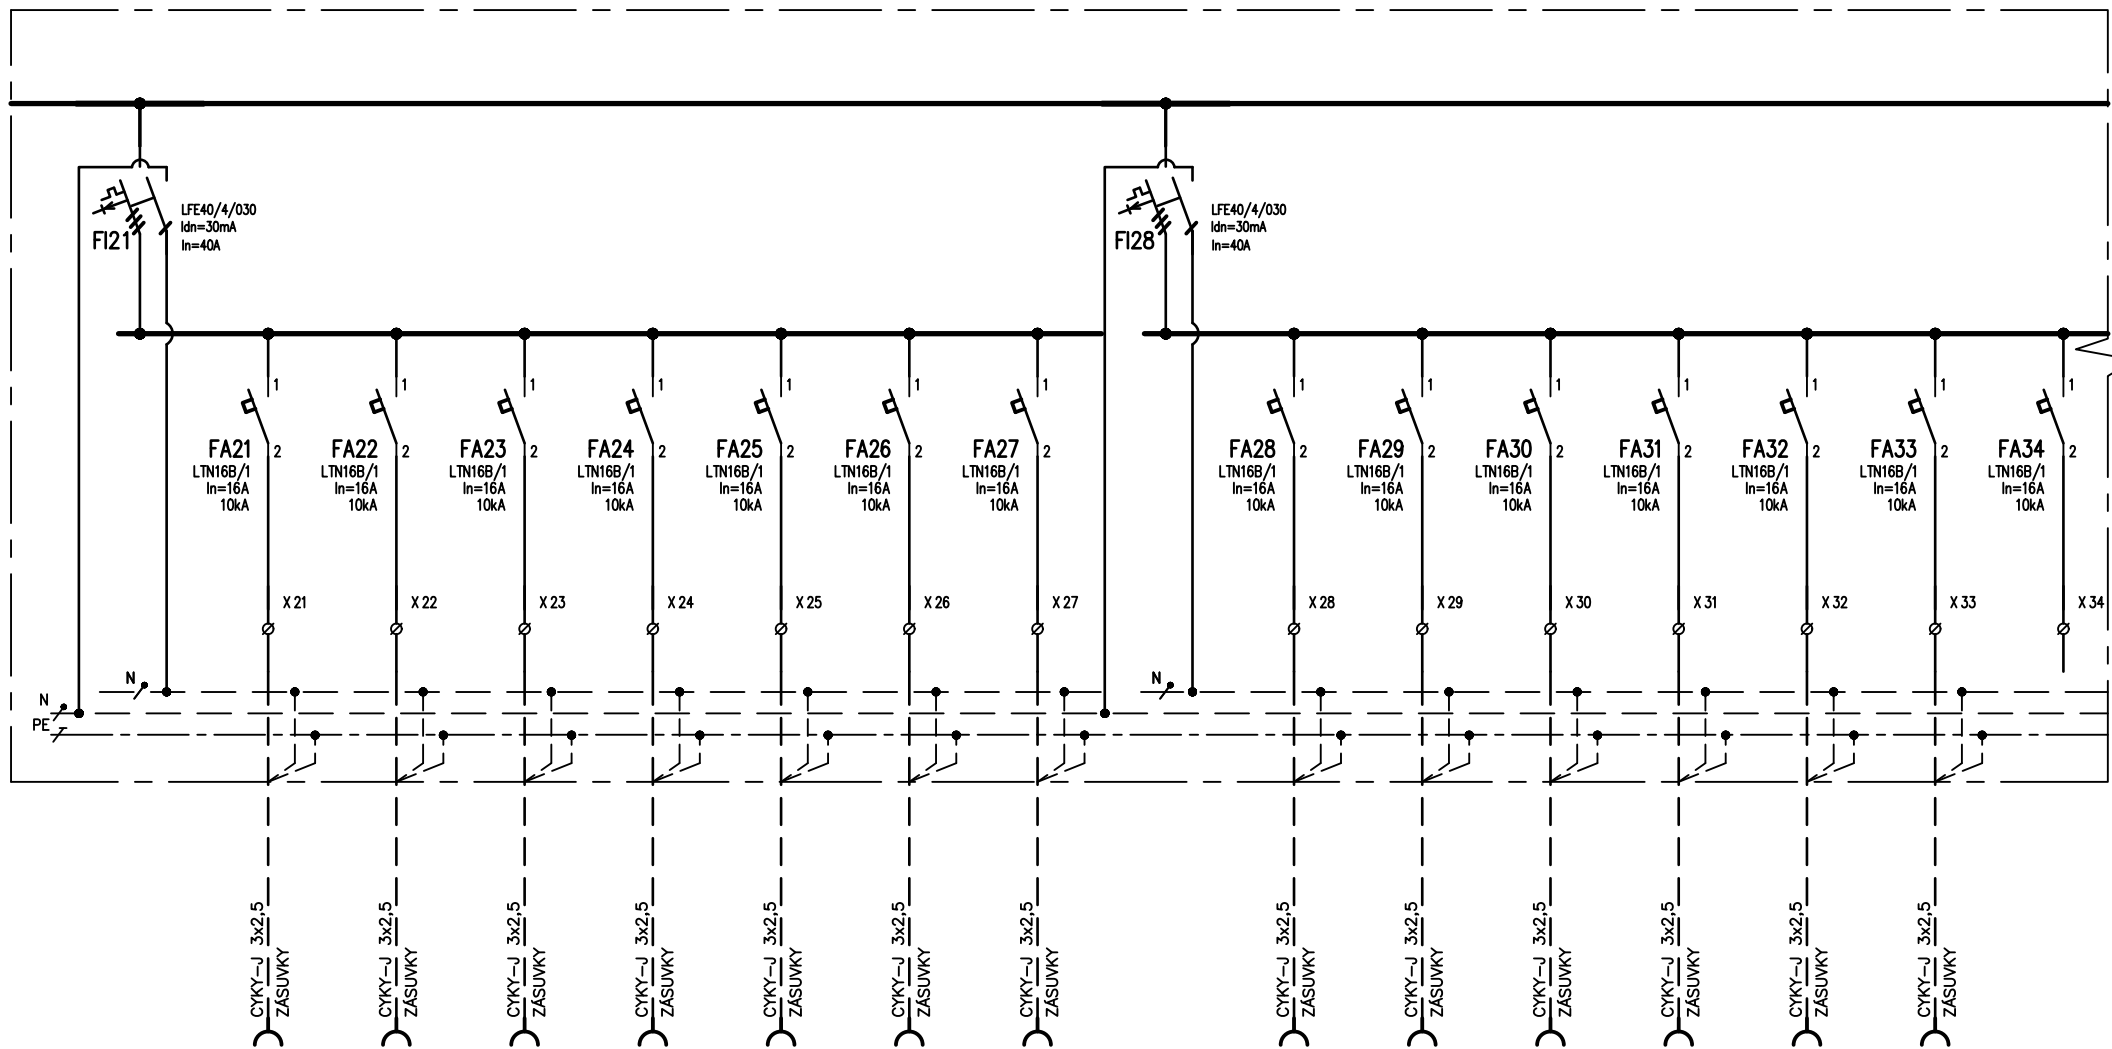 LFE40/4/030
Idn=30mA
In=40A
FI21
LFE40/4/030
Idn=30mA
In=40A
FI28
1
2
FA21
LTN16B/1
In=16A
10kA
1
2
FA22
LTN16B/1
In=16A
10kA
1
2
FA23
LTN16B/1
In=16A
10kA
1
2
FA24
LTN16B/1
In=16A
10kA
1
2
FA25
LTN16B/1
In=16A
10kA
1
2
FA26
LTN16B/1
In=16A
10kA
1
2
FA27
LTN16B/1
In=16A
10kA
1
2
FA28
LTN16B/1
In=16A
10kA
1
2
FA29
LTN16B/1
In=16A
10kA
1
2
FA30
LTN16B/1
In=16A
10kA
1
2
FA31
LTN16B/1
In=16A
10kA
1
2
FA32
LTN16B/1
In=16A
10kA
1
2
FA33
LTN16B/1
In=16A
10kA
1
2
FA34
LTN16B/1
In=16A
10kA
X 21
X 22
X 23
X 24
X 25
X 26
X 27
X 28
X 29
X 30
X 31
X 32
X 33
X 34
N
N
N
PE
CYKY-J 3x2,5
ZÁSUVKY
CYKY-J 3x2,5
ZÁSUVKY
CYKY-J 3x2,5
ZÁSUVKY
CYKY-J 3x2,5
ZÁSUVKY
CYKY-J 3x2,5
ZÁSUVKY
CYKY-J 3x2,5
ZÁSUVKY
CYKY-J 3x2,5
ZÁSUVKY
CYKY-J 3x2,5
ZÁSUVKY
CYKY-J 3x2,5
ZÁSUVKY
CYKY-J 3x2,5
ZÁSUVKY
CYKY-J 3x2,5
ZÁSUVKY
CYKY-J 3x2,5
ZÁSUVKY
CYKY-J 3x2,5
ZÁSUVKY